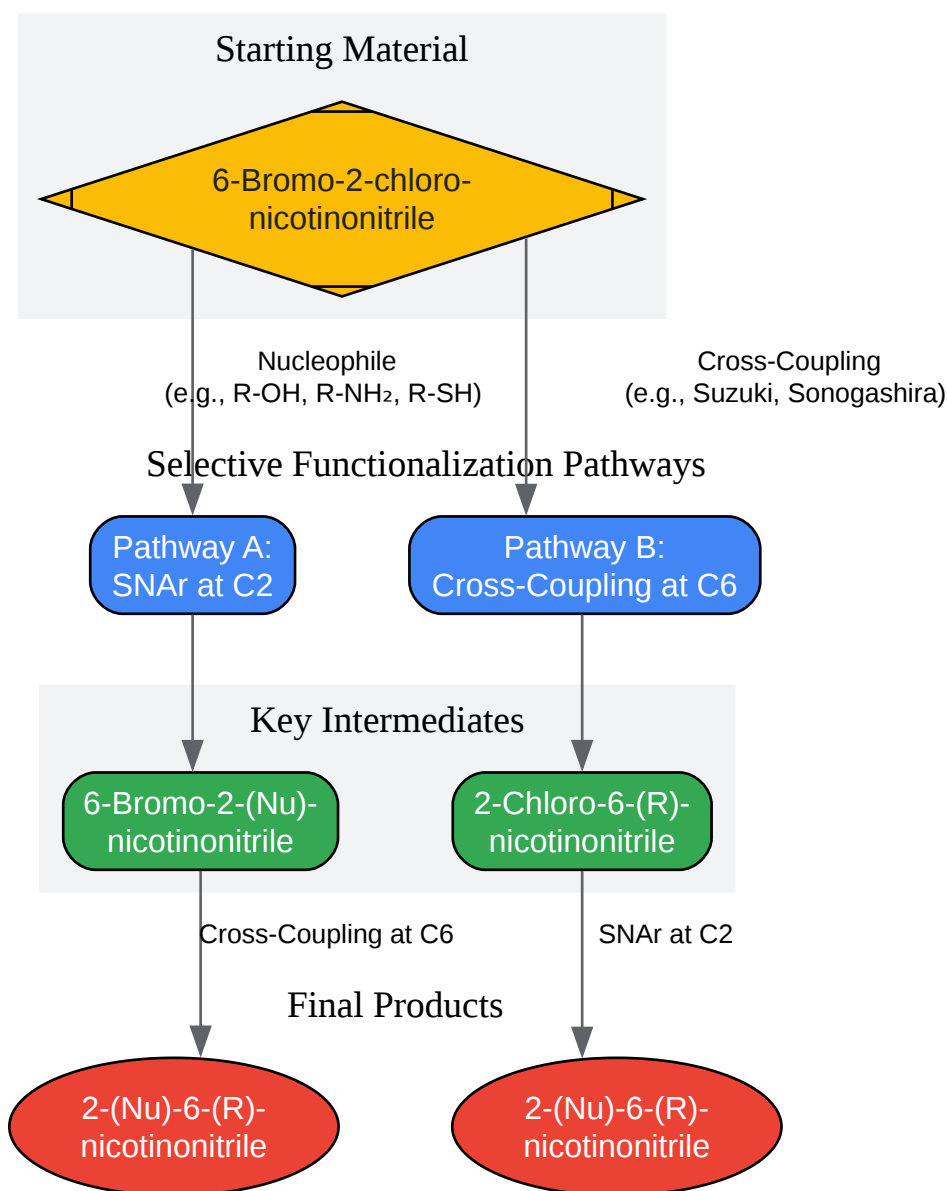 Starting Material
6-Bromo-2-chloro-
nicotinonitrile
Nucleophile
(e.g., R-OH, R-NH₂, R-SH)
Cross-Coupling
(e.g., Suzuki, Sonogashira)
Selective Functionalization Pathways
Pathway A:
SNAr at C2
Pathway B:
Cross-Coupling at C6
Key Intermediates
6-Bromo-2-(Nu)-
nicotinonitrile
2-Chloro-6-(R)-
nicotinonitrile
Cross-Coupling at C6
SNAr at C2
Final Products
2-(Nu)-6-(R)-
nicotinonitrile
2-(Nu)-6-(R)-
nicotinonitrile